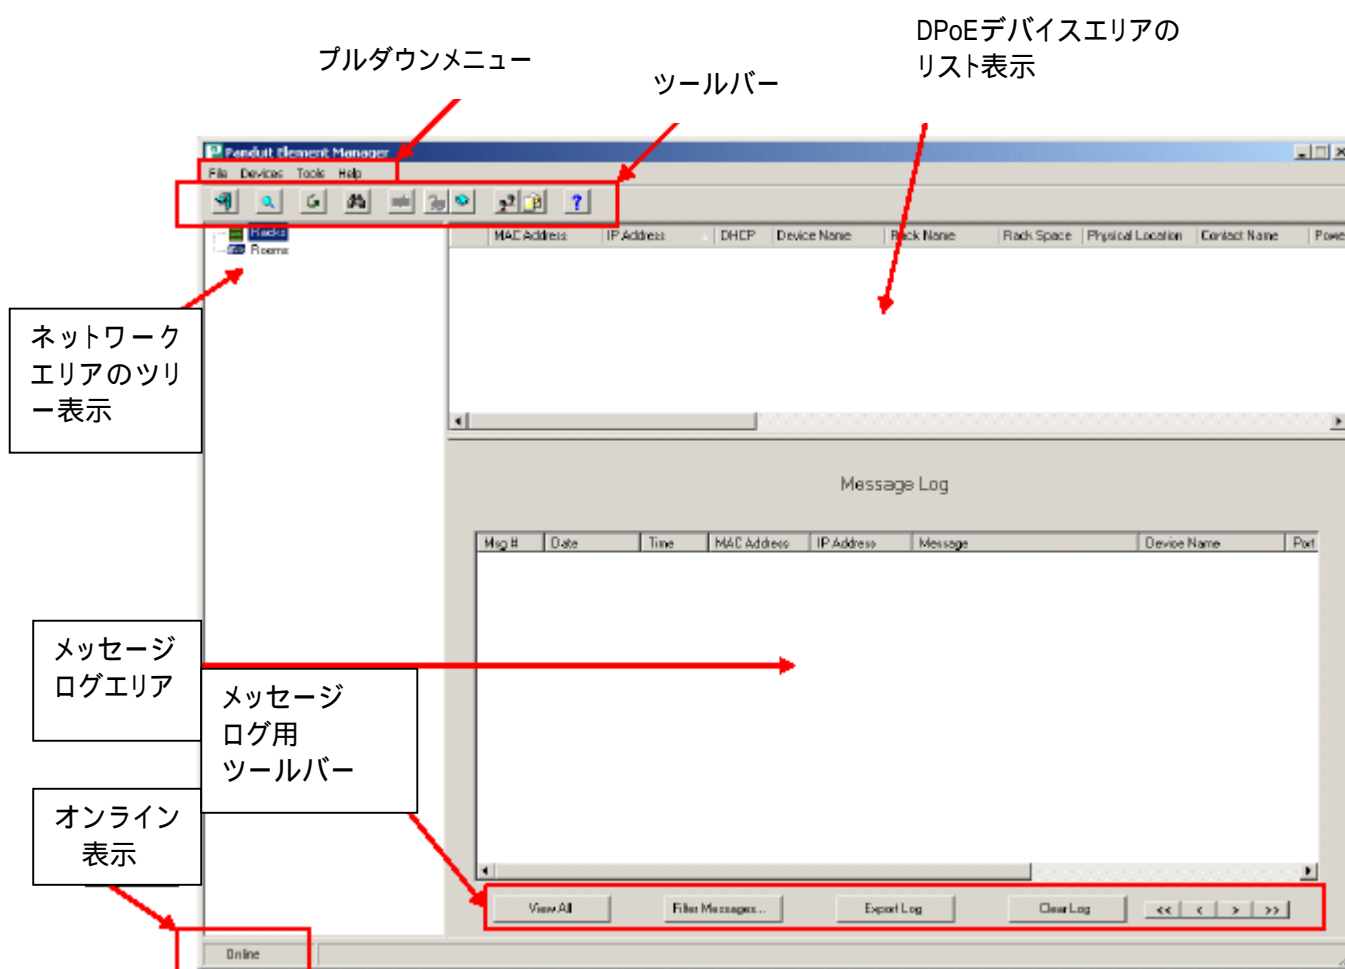 DPoEデバイスエリアの
リスト表示
プルダウンメニュー
ツールバー
Panduit Element Manager
File Devices Tools Help
Racks
Rooms
MAC Address IP Address DHCP Device Name Rack Name Rack Space Physical Location Contact Name Powe
ネットワーク
エリアのツリ
ー表示
Message Log
Msg # Date Time MAC Address IP Address Message Device Name Port
メッセージ
ログエリア
メッセージ
ログ用
ツールバー
オンライン
表示
View All Filter Messages... Export Log Clear Log << < > >>
Online